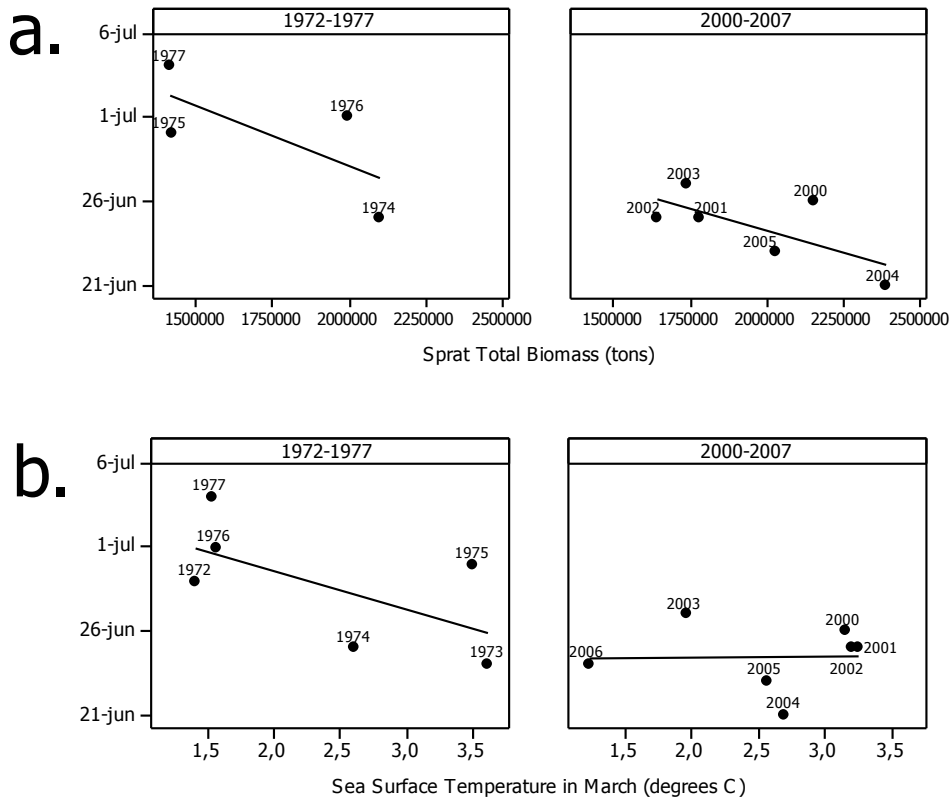 a.
1972-1977
2000-2007
6-jul
1-jul
26-jun
21-jun
1977
1975
1976
1974
2003
2002
2001
2000
2005
2004
1500000 1750000 2000000 2250000 2500000
1500000 1750000 2000000 2250000 2500000
Sprat Total Biomass (tons)
b.
1972-1977
2000-2007
6-jul
1-jul
26-jun
21-jun
1977
1976
1972
1975
1974
1973
2003
2000
2006
2001
2005
2002
2004
1,5 2,0 2,5 3,0 3,5
1,5 2,0 2,5 3,0 3,5
Sea Surface Temperature in March (degrees C )